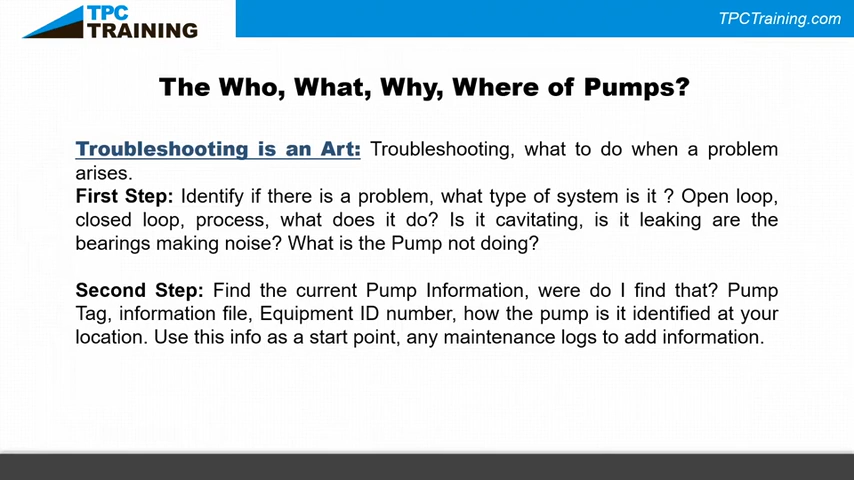 TPC
TRAINING
TPCTraining.com
The Who, What, Why, Where of Pumps?
Troubleshooting is an Art: Troubleshooting, what to do when a problem
arises.
First Step: Identify if there is a problem, what type of system is it ? Open loop,
closed loop, process, what does it do? Is it cavitating, is it leaking are the
bearings making noise? What is the Pump not doing?
Second Step: Find the current Pump Information, were do I find that? Pump
Tag, information file, Equipment ID number, how the pump is it identified at your
location. Use this info as a start point, any maintenance logs to add information.